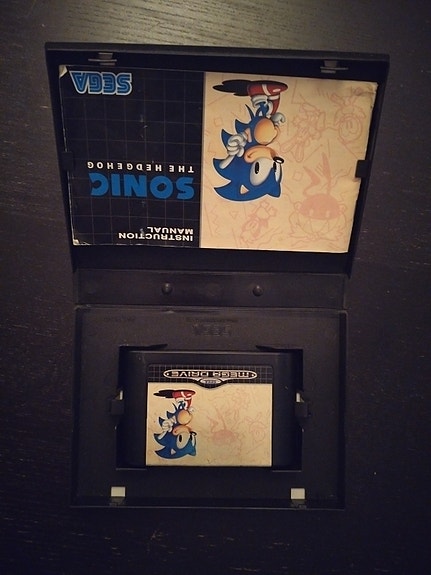 SEGA
SONIC
THE HEDGEHOG
INSTRUCTION
MANUAL
MEGA DRIVE